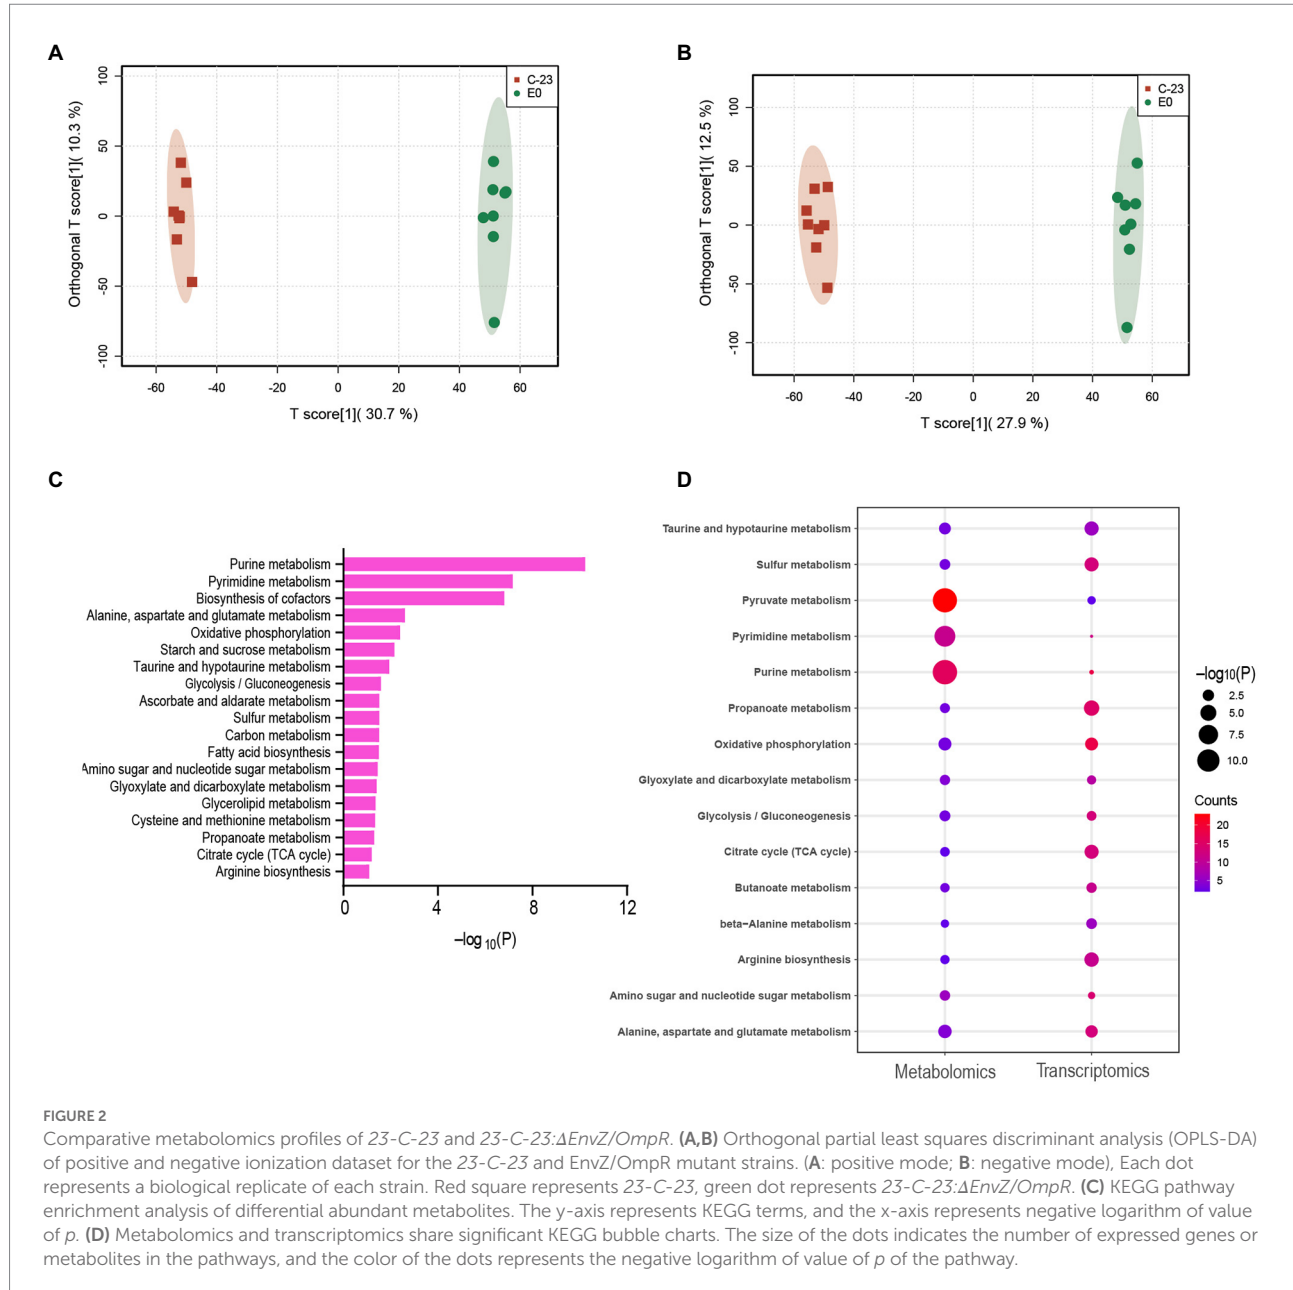 A
100
50
0
-50
-100
Orthogonal T score[1]( 10.3 %)
C-23
E0
-60 -40 -20 0 20 40 60
T score[1]( 30.7 %)
B
100
50
0
-50
-100
Orthogonal T score[1]( 12.5 %)
C-23
E0
-60 -40 -20 0 20 40 60
T score[1]( 27.9 %)
C
Purine metabolism
Pyrimidine metabolism
Biosynthesis of cofactors
Alanine, aspartate and glutamate metabolism
Oxidative phosphorylation
Starch and sucrose metabolism
Taurine and hypotaurine metabolism
Glycolysis / Gluconeogenesis
Ascorbate and aldarate metabolism
Sulfur metabolism
Carbon metabolism
Fatty acid biosynthesis
Amino sugar and nucleotide sugar metabolism
Glyoxylate and dicarboxylate metabolism
Glycerolipid metabolism
Cysteine and methionine metabolism
Propanoate metabolism
Citrate cycle (TCA cycle)
Arginine biosynthesis
0 4 8 12
−log10(P)
D
Taurine and hypotaurine metabolism
Sulfur metabolism
Pyruvate metabolism
Pyrimidine metabolism
Purine metabolism
Propanoate metabolism
Oxidative phosphorylation
Glyoxylate and dicarboxylate metabolism
Glycolysis / Gluconeogenesis
Citrate cycle (TCA cycle)
Butanoate metabolism
beta−Alanine metabolism
Arginine biosynthesis
Amino sugar and nucleotide sugar metabolism
Alanine, aspartate and glutamate metabolism
Metabolomics Transcriptomics
−log10(P)
2.5
5.0
7.5
10.0
Counts
20
15
10
5
FIGURE 2
Comparative metabolomics profiles of 23-C-23 and 23-C-23:ΔEnvZ/OmpR. (A,B) Orthogonal partial least squares discriminant analysis (OPLS-DA)
of positive and negative ionization dataset for the 23-C-23 and EnvZ/OmpR mutant strains. (A: positive mode; B: negative mode), Each dot
represents a biological replicate of each strain. Red square represents 23-C-23, green dot represents 23-C-23:ΔEnvZ/OmpR. (C) KEGG pathway
enrichment analysis of differential abundant metabolites. The y-axis represents KEGG terms, and the x-axis represents negative logarithm of value
of p. (D) Metabolomics and transcriptomics share significant KEGG bubble charts. The size of the dots indicates the number of expressed genes or
metabolites in the pathways, and the color of the dots represents the negative logarithm of value of p of the pathway.